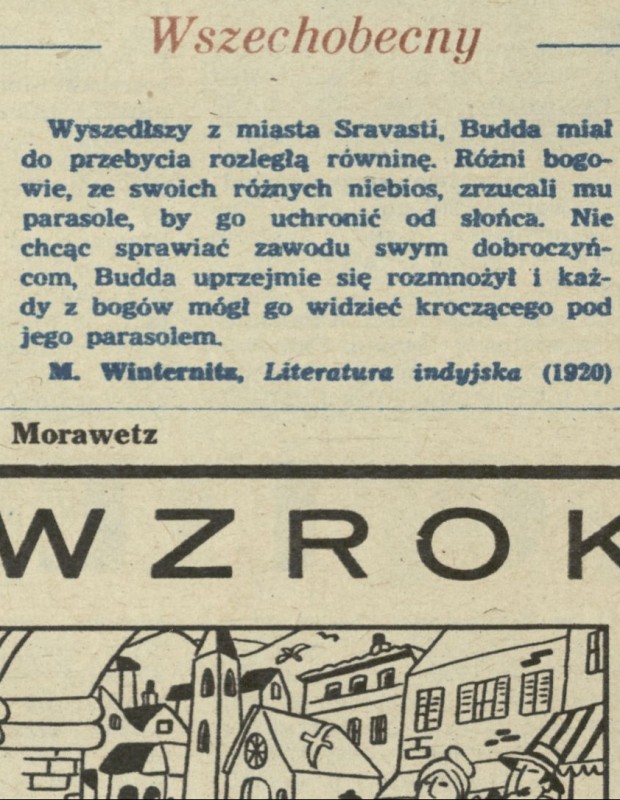 Wszechobecny
Wyszedłszy z miasta Sravasti, Budda miał
do przebycia rozległą równinę. Różni bogo-
wie, ze swoich różnych niebios, zrzucali mu
parasole, by go uchronić od słońca. Nie
chcąc sprawiać zawodu swym dobroczyń-
com, Budda uprzejmie się rozmnożył i każ-
dy z bogów mógł go widzieć kroczącego pod
jego parasolem.
M. Winternitz, Literatura indyjska (1920)
Morawetz
WZROK